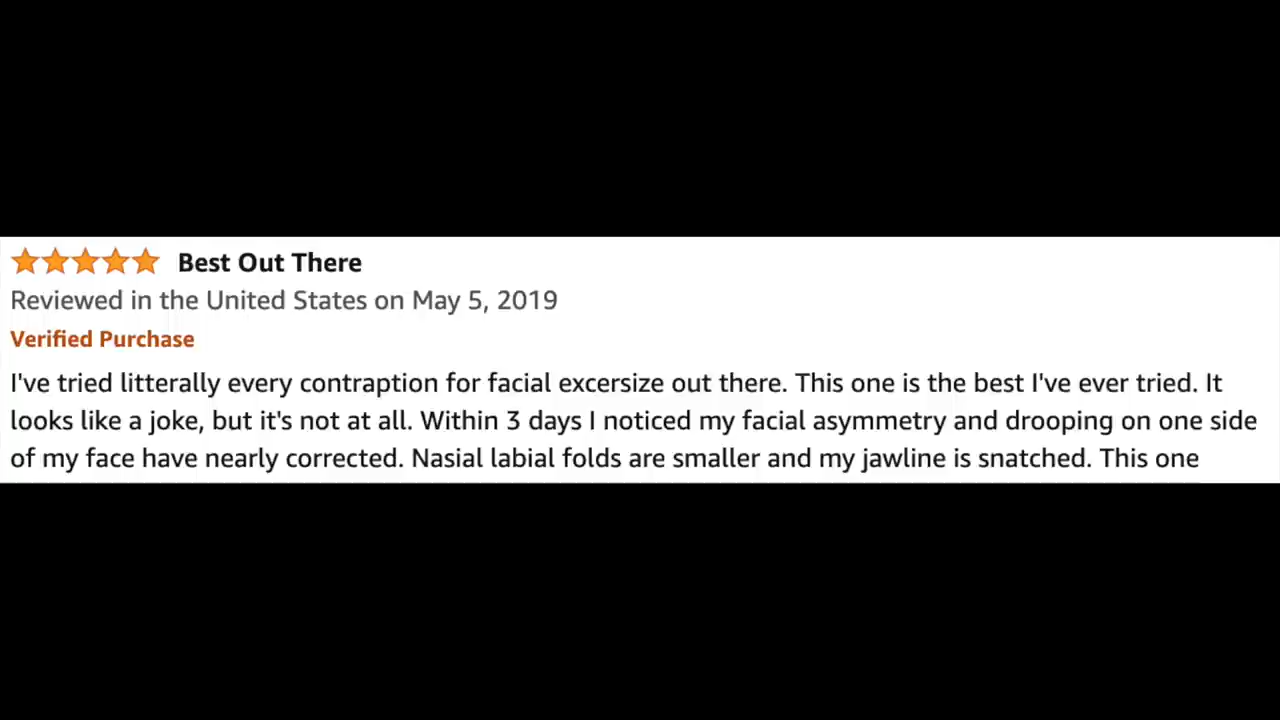 Best Out There
Reviewed in the United States on May 5, 2019
Verified Purchase
I've tried litterally every contraption for facial excersize out there. This one is the best I've ever tried. It
looks like a joke, but it's not at all. Within 3 days I noticed my facial asymmetry and drooping on one side
of my face have nearly corrected. Nasial labial folds are smaller and my jawline is snatched. This one